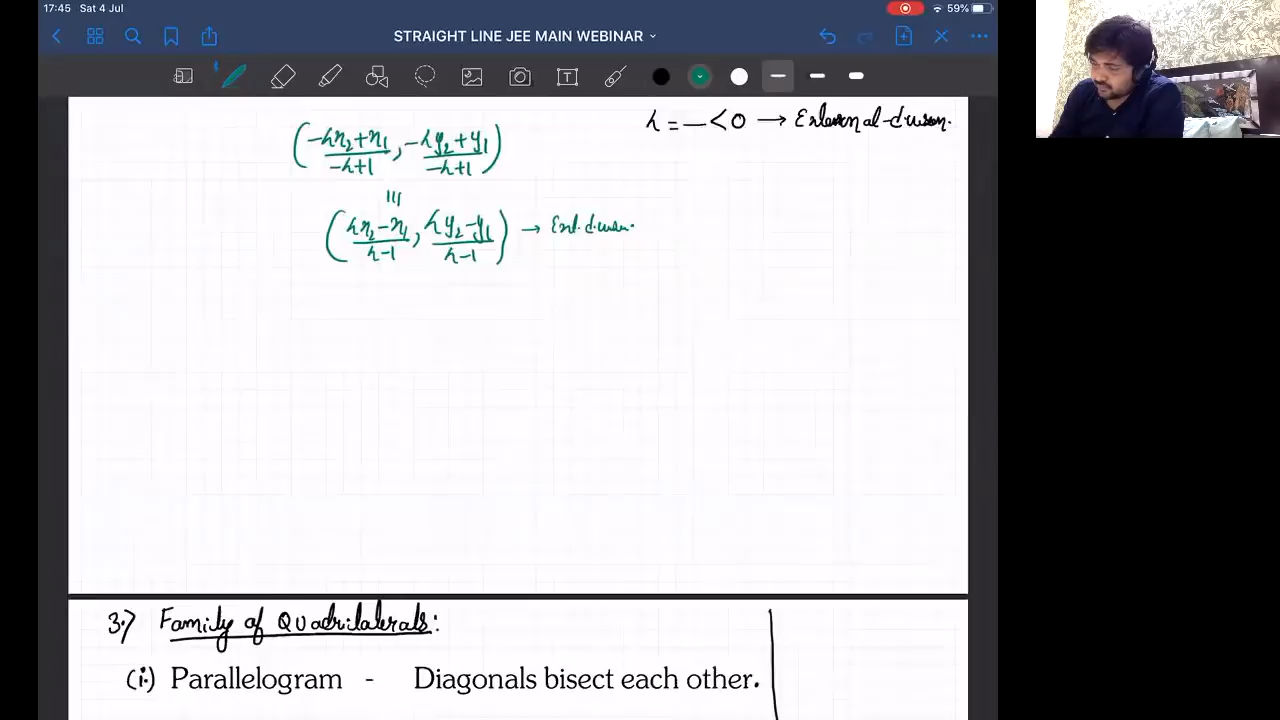 17:45 Sat 4 Jul
59%
STRAIGHT LINE JEE MAIN WEBINAR
T
λ = — < 0 → External division.
(-λx₂+x₁/-λ+1, -λy₂+y₁/-λ+1)
(λx₂-x₁/λ-1, λy₂-y₁/λ-1) → Ext. division.
3.) Family of Quadrilaterals:
(i.) Parallelogram - Diagonals bisect each other.